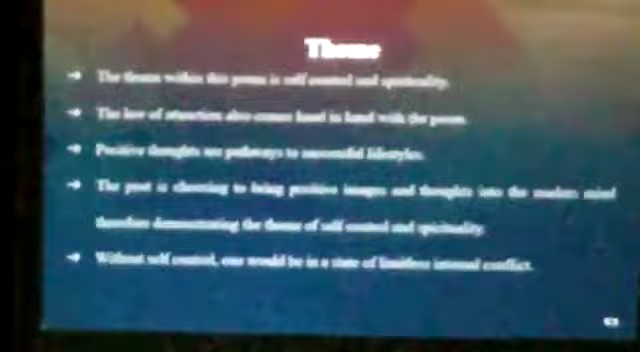 Theme
→ The theme within this poem is self control and spirituality.
→ The law of attraction also comes hand in hand with the poem.
→ Positive thoughts are pathways to successful lifestyles.
→ The poet is choosing to bring positive images and thoughts into the readers mind
therefore demonstrating the theme of self control and spirituality.
→ Without self control, one would be in a state of limitless internal conflict.